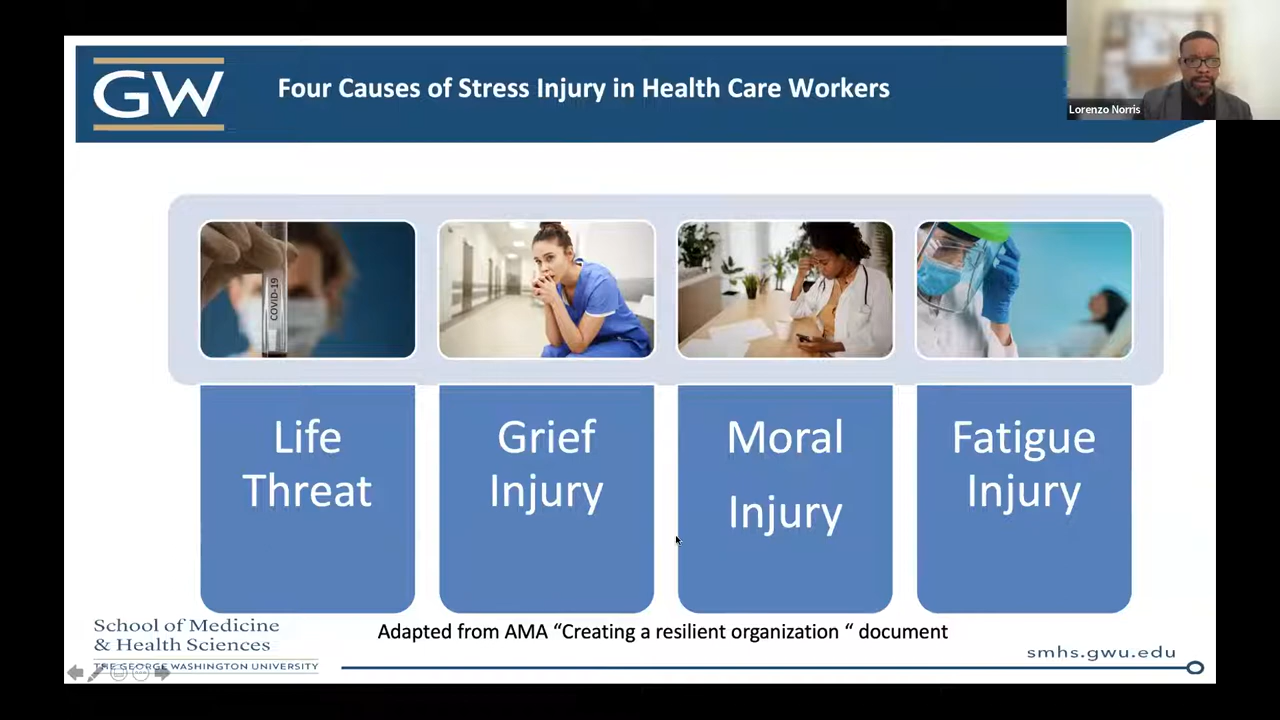 GW
Four Causes of Stress Injury in Health Care Workers
Lorenzo Norris
COVID-19
Life
Threat
Grief
Injury
Moral
Injury
Fatigue
Injury
School of Medicine
& Health Sciences
THE GEORGE WASHINGTON UNIVERSITY
Adapted from AMA “Creating a resilient organization “ document
smhs.gwu.edu